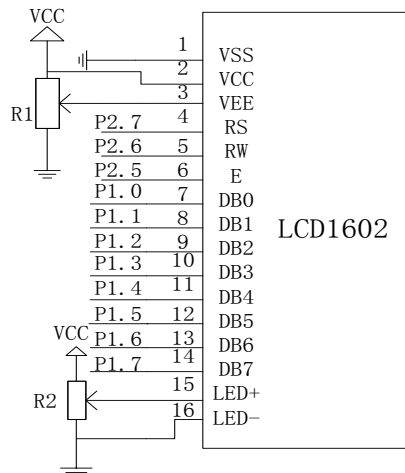 VCC
1 VSS
2 VCC
R1 3 VEE
P2.7 4 RS
P2.6 5 RW
P2.5 6 E
P1.0 7 DB0
P1.1 8 DB1
LCD1602
P1.2 9 DB2
P1.3 10 DB3
P1.4 11 DB4
P1.5 12 DB5
VCC P1.6 13 DB6
P1.7 14 DB7
R2 15 LED+
16 LED-